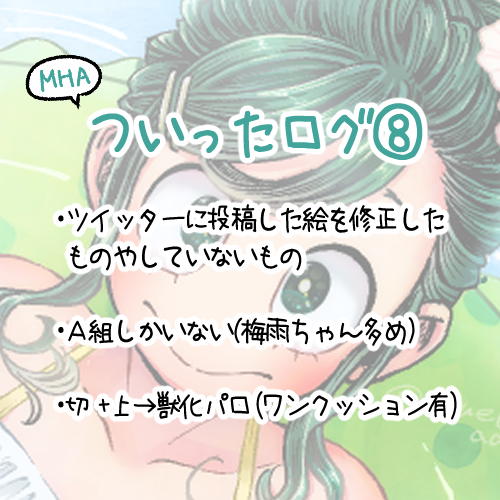 MHA
ついったログ⑧
・ツイッターに投稿した絵を修正した
ものやしていないもの
・A組しかいない(梅雨ちゃん多め)
・切+上→獣化パロ(ワンクッション有)